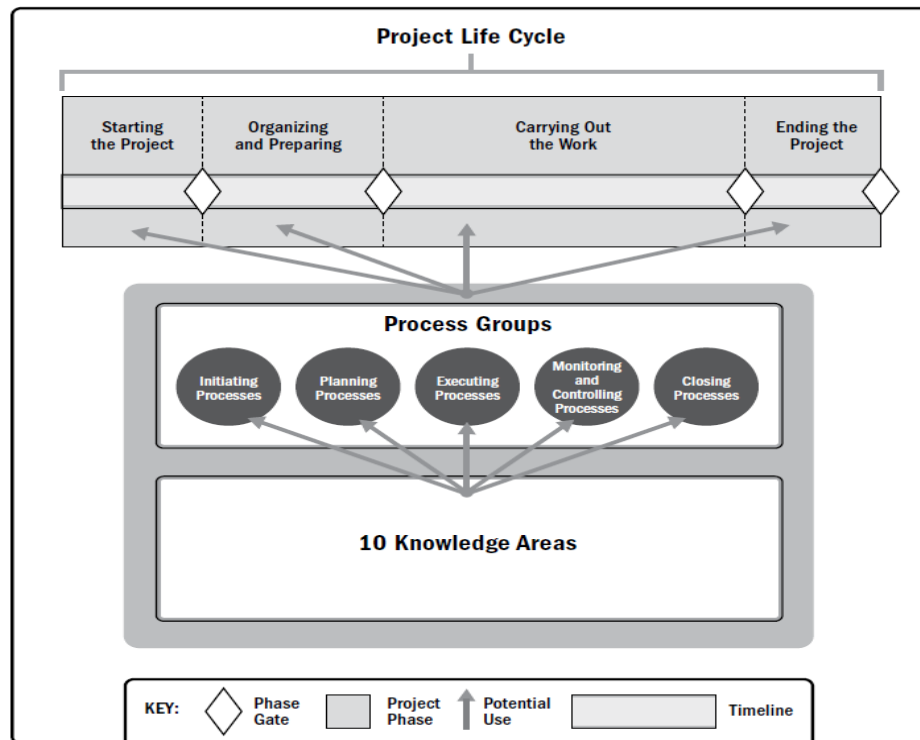 Project Life Cycle
Starting
the Project
Organizing
and Preparing
Carrying Out
the Work
Ending the
Project
Process Groups
Initiating
Processes
Planning
Processes
Executing
Processes
Monitoring
and
Controlling
Processes
Closing
Processes
10 Knowledge Areas
KEY:
Phase
Gate
Project
Phase
Potential
Use
Timeline